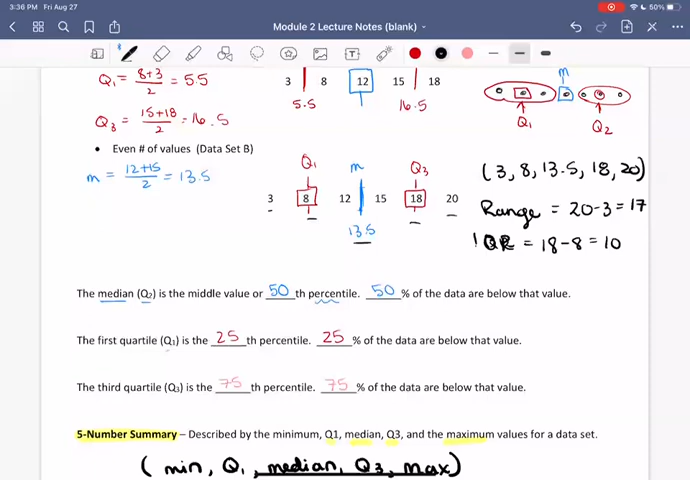 3:36 PM Fri Aug 27
50%
Module 2 Lecture Notes (blank)
Q₁ = 8+3/2 = 5.5
3 8 12 15 18
5.5 16.5
m
Q₁ Q₂
Q₃ = 15+18/2 = 16.5
• Even # of values (Data Set B)
m = 12+15/2 = 13.5
Q₁ m Q₃
3 8 12 15 18 20
13.5
(3, 8, 13.5, 18, 20)
Range = 20-3 = 17
IQR = 18-8 = 10
The median (Q₂) is the middle value or 50 th percentile. 50 % of the data are below that value.
The first quartile (Q₁) is the 25 th percentile. 25 % of the data are below that value.
The third quartile (Q₃) is the 75 th percentile. 75 % of the data are below that value.
5-Number Summary – Described by the minimum, Q1, median, Q3, and the maximum values for a data set.
(min, Q₁, median, Q₃, max)